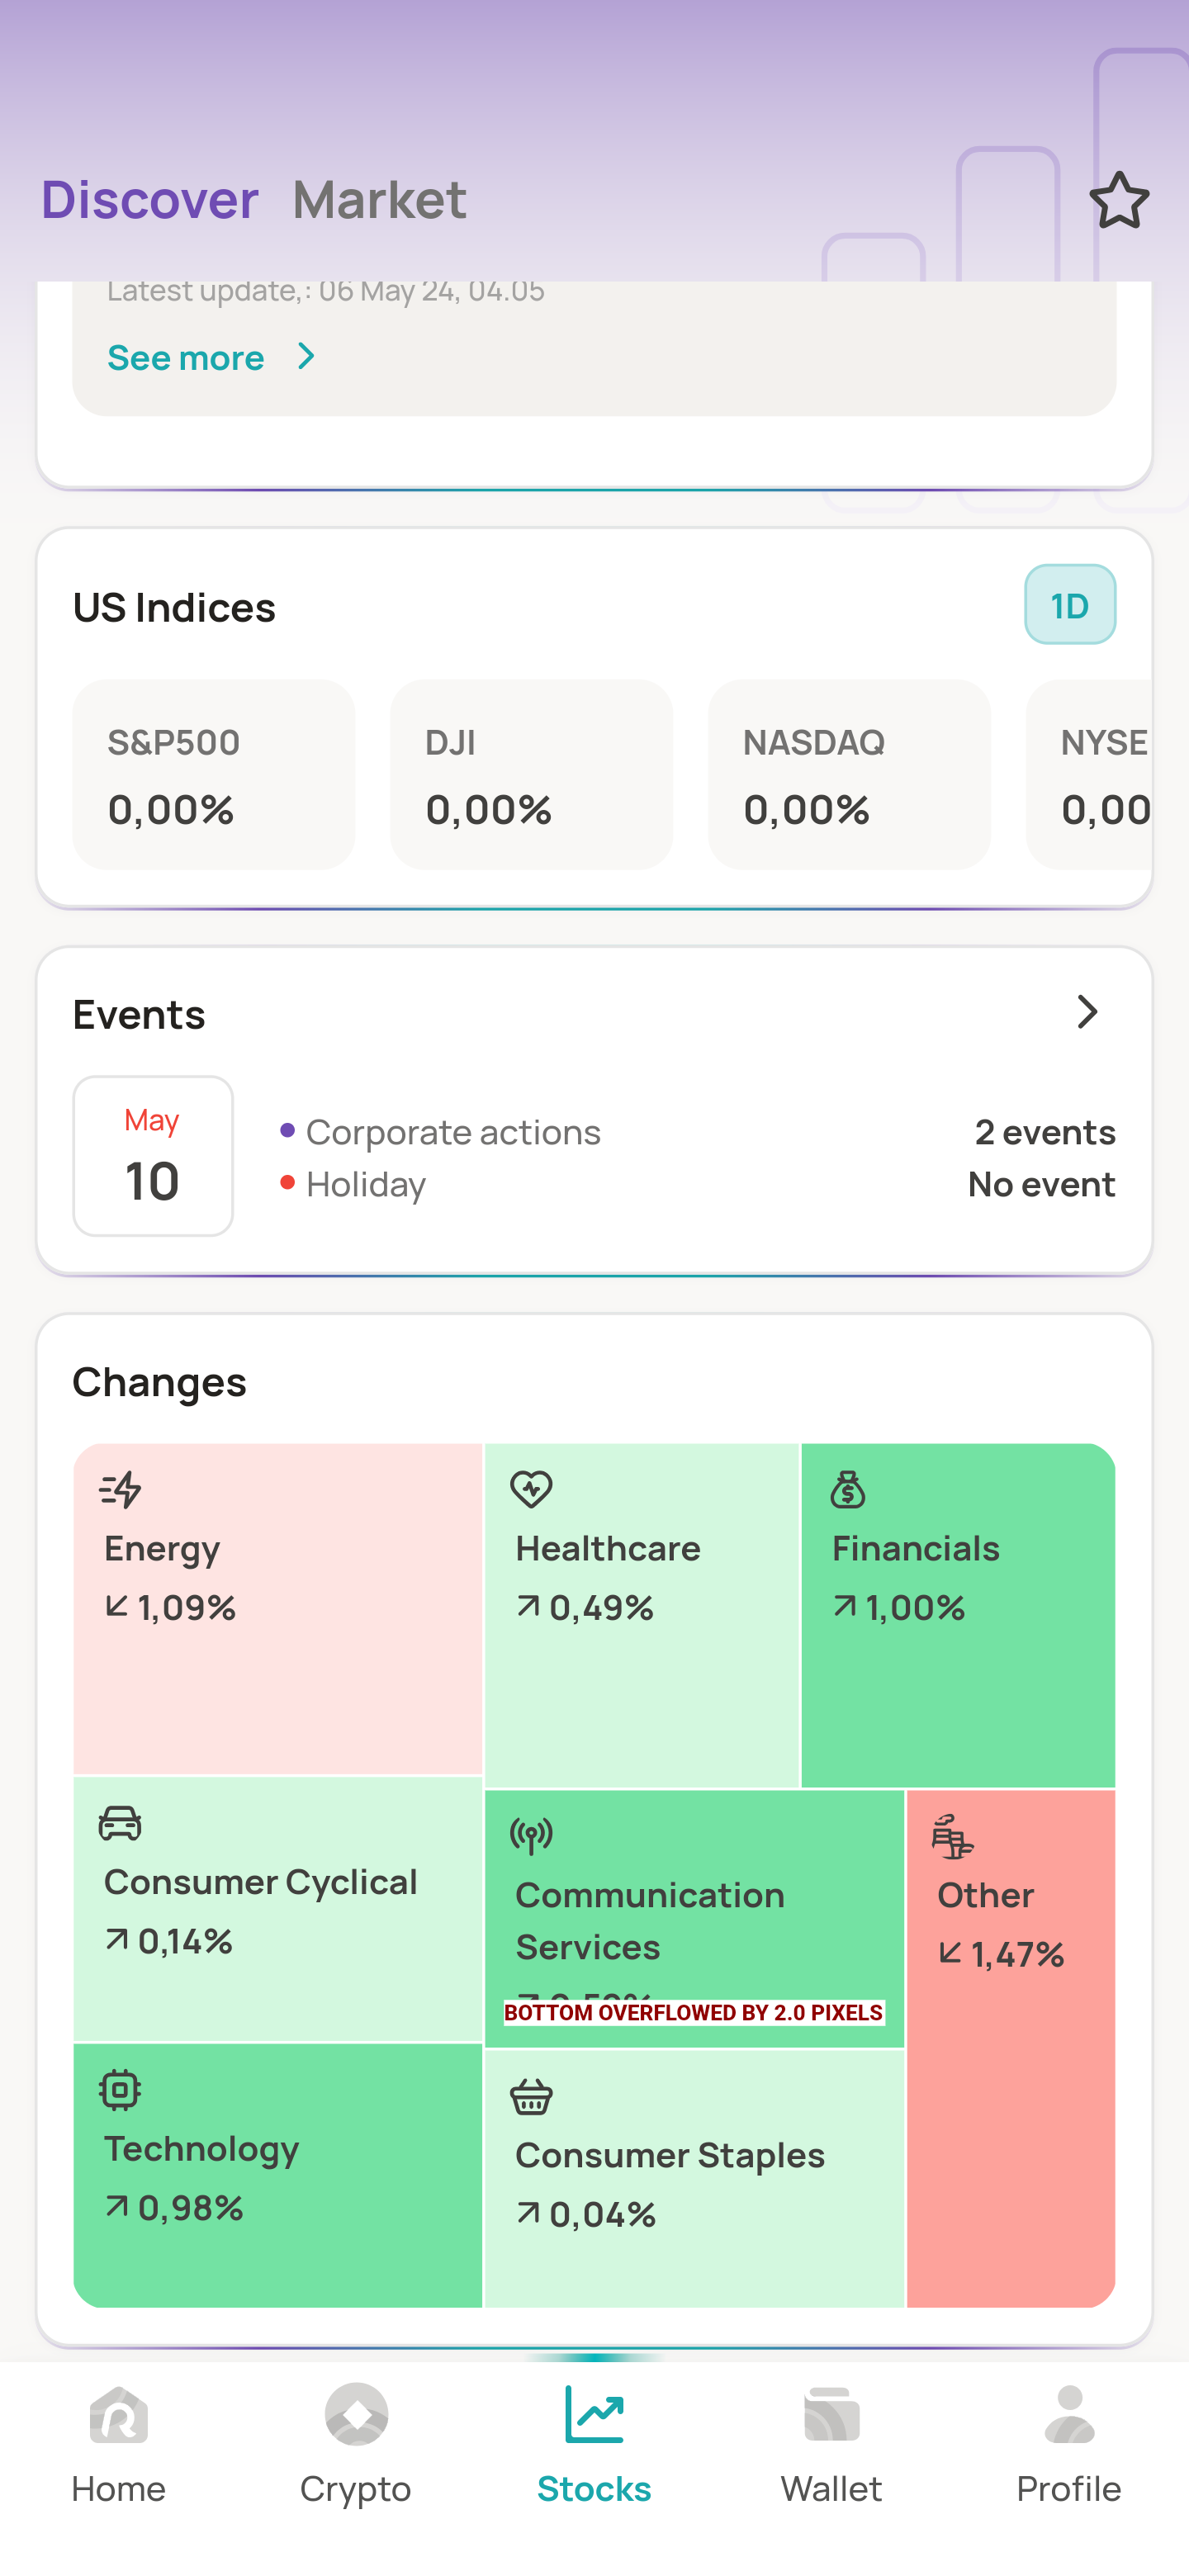 Discover Market
Latest update,: 06 May 24, 04.05
See more
US Indices 1D
S&P500 DJI NASDAQ NYSE
0,00% 0,00% 0,00% 0,00
Events
May
10
Corporate actions 2 events
Holiday No event
Changes
Energy
1,09%
Healthcare
0,49%
Financials
1,00%
Consumer Cyclical
0,14%
Communication
Services
BOTTOM OVERFLOWED BY 2.0 PIXELS
Other
1,47%
Technology
0,98%
Consumer Staples
0,04%
Home Crypto Stocks Wallet Profile